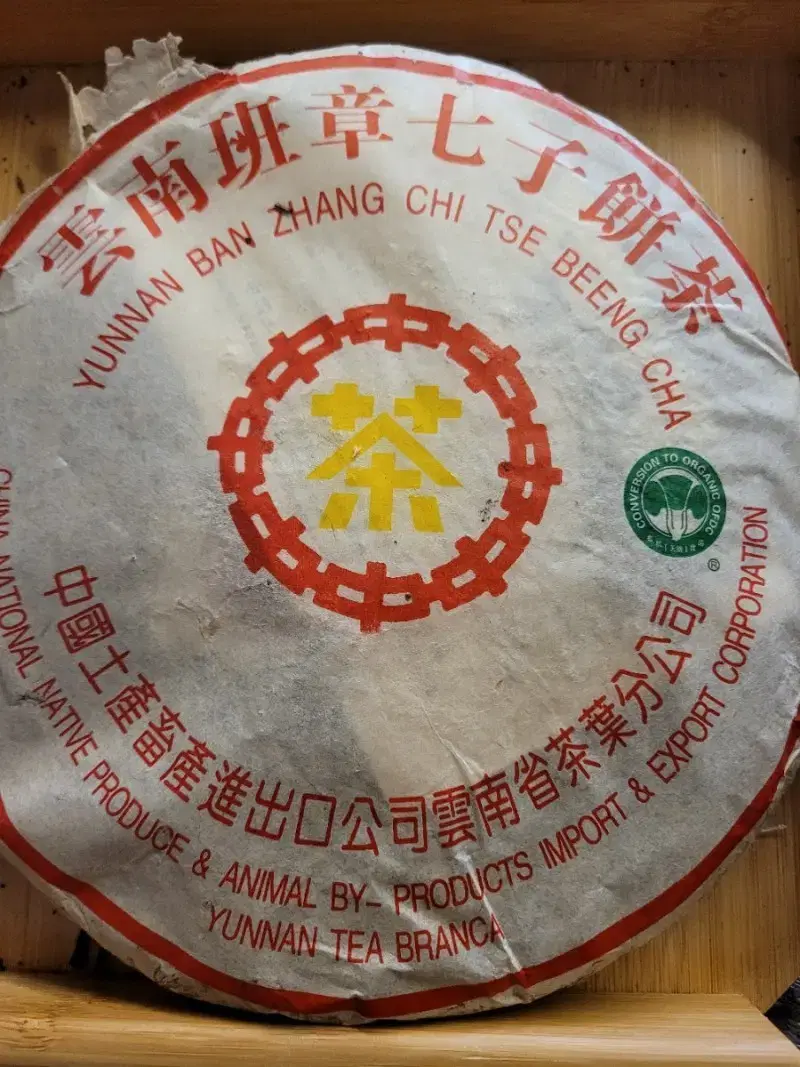 雲南班章七子餅茶
YUNNAN BAN ZHANG CHI TSE BEENG CHA
茶
CONVERSION TO ORGANIC OFDC
®
中國土產畜產進出口公司雲南省茶葉分公司
CHINA NATIONAL NATIVE PRODUCE & ANIMAL BY- PRODUCTS IMPORT & EXPORT CORPORATION
YUNNAN TEA BRANCA